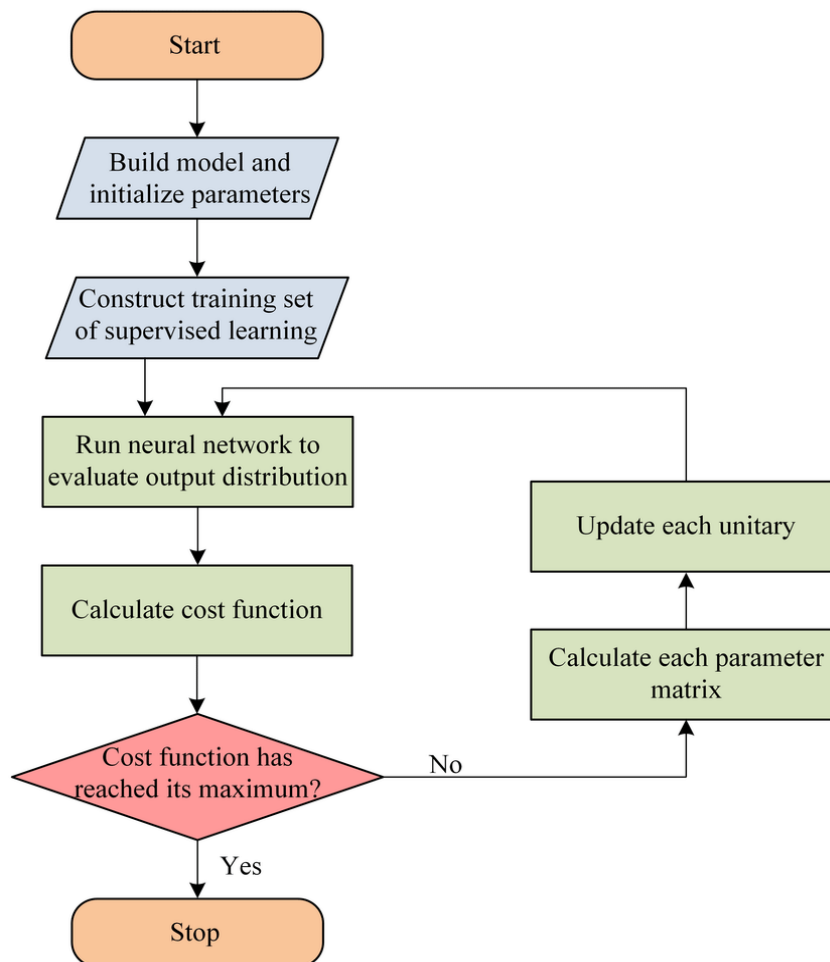 Start
Build model and
initialize parameters
Construct training set
of supervised learning
Run neural network to
evaluate output distribution
Calculate cost function
Cost function has
reached its maximum?
No
Calculate each parameter
matrix
Update each unitary
Yes
Stop